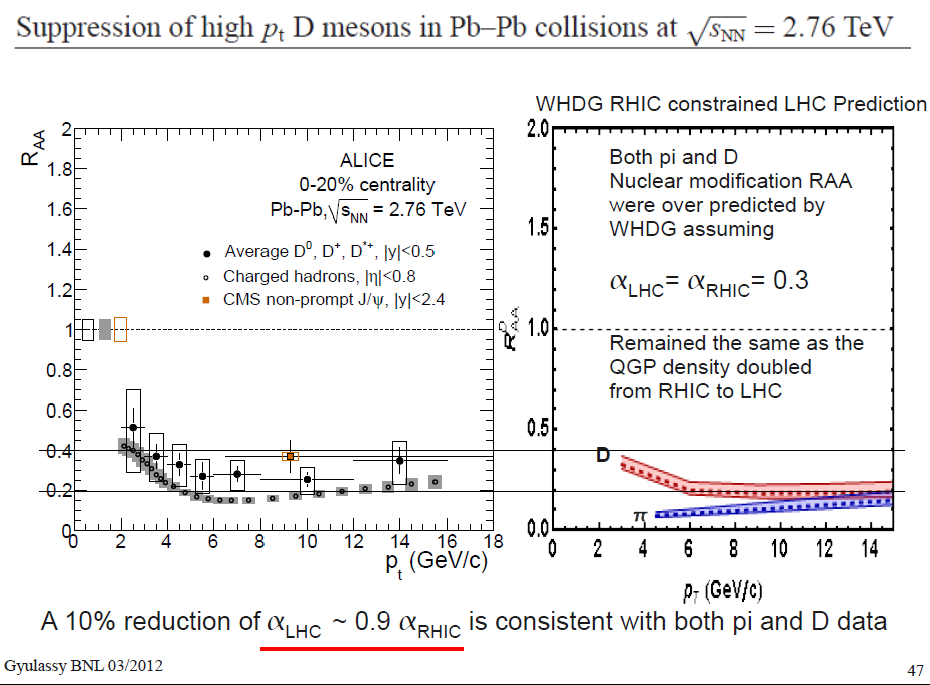 Suppression of high pt D mesons in Pb–Pb collisions at √sNN = 2.76 TeV
RAA
2
1.8
1.6
1.4
1.2
1
0.8
0.6
0.4
0.2
0
ALICE
0-20% centrality
Pb-Pb, √sNN = 2.76 TeV
Average D0, D+, D*+, |y|<0.5
Charged hadrons, |η|<0.8
CMS non-prompt J/ψ, |y|<2.4
0 2 4 6 8 10 12 14 16 18
pt (GeV/c)
WHDG RHIC constrained LHC Prediction
2.0
1.5
1.0
0.5
0.0
RDAA
Both pi and D
Nuclear modification RAA
were over predicted by
WHDG assuming
αLHC= αRHIC= 0.3
Remained the same as the
QGP density doubled
from RHIC to LHC
D
π
0 2 4 6 8 10 12 14
pT (GeV/c)
A 10% reduction of αLHC ~ 0.9 αRHIC is consistent with both pi and D data
Gyulassy BNL 03/2012
47